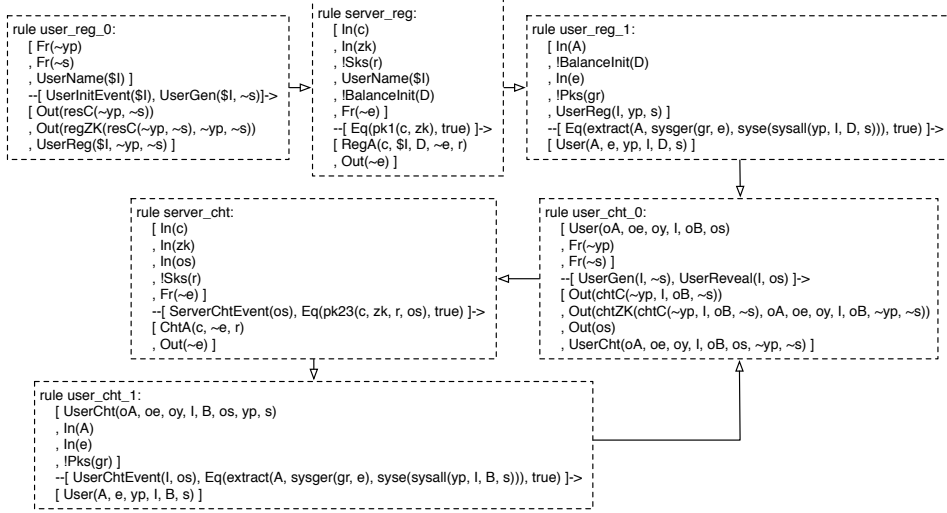 rule user_reg_0:
[ Fr(~yp)
, Fr(~s)
, UserName($I) ]
--[ UserInitEvent($I), UserGen($I, ~s)]->
[ Out(resC(~yp, ~s))
, Out(regZK(resC(~yp, ~s), ~yp, ~s))
, UserReg($I, ~yp, ~s) ]
rule server_reg:
[ In(c)
, In(zk)
, !Sks(r)
, UserName($I)
, !BalanceInit(D)
, Fr(~e) ]
--[ Eq(pk1(c, zk), true) ]->
[ RegA(c, $I, D, ~e, r)
, Out(~e) ]
rule user_reg_1:
[ In(A)
, !BalanceInit(D)
, In(e)
, !Pks(gr)
, UserReg(I, yp, s) ]
--[ Eq(extract(A, sysger(gr, e), syse(sysall(yp, I, D, s))), true) ]->
[ User(A, e, yp, I, D, s) ]
rule server_cht:
[ In(c)
, In(zk)
, In(os)
, !Sks(r)
, Fr(~e) ]
--[ ServerChtEvent(os), Eq(pk23(c, zk, r, os), true) ]->
[ ChtA(c, ~e, r)
, Out(~e) ]
rule user_cht_0:
[ User(oA, oe, oy, I, oB, os)
, Fr(~yp)
, Fr(~s) ]
--[ UserGen(I, ~s), UserReveal(I, os) ]->
[ Out(chtC(~yp, I, oB, ~s))
, Out(chtZK(chtC(~yp, I, oB, ~s), oA, oe, oy, I, oB, ~yp, ~s))
, Out(os)
, UserCht(oA, oe, oy, I, oB, os, ~yp, ~s) ]
rule user_cht_1:
[ UserCht(oA, oe, oy, I, B, os, yp, s)
, In(A)
, In(e)
, !Pks(gr) ]
--[ UserChtEvent(I, os), Eq(extract(A, sysger(gr, e), syse(sysall(yp, I, B, s))), true) ]->
[ User(A, e, yp, I, B, s) ]